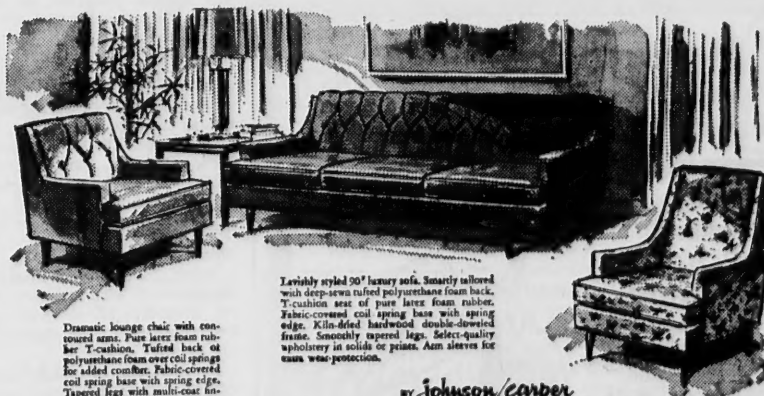 Dramatic lounge chair with con-
toured arms. Pure latex foam rub-
ber T-cushion. Tufted back of
polyurethane foam over coil springs
for added comfort. Fabric-covered
coil spring base with spring edge.
Tapered legs with multi-coat fin-
Lavishly styled 90" luxury sofa. Smartly tailored
with deep-sewn tufted polyurethane foam back,
T-cushion seat of pure latex foam rubber.
Fabric-covered coil spring base with spring
edge. Kiln-dried hardwood double-doweled
frame. Smoothly tapered legs. Select-quality
upholstery in solids or prints. Arm sleeves for
extra wear-protection.
BY johnson/carper